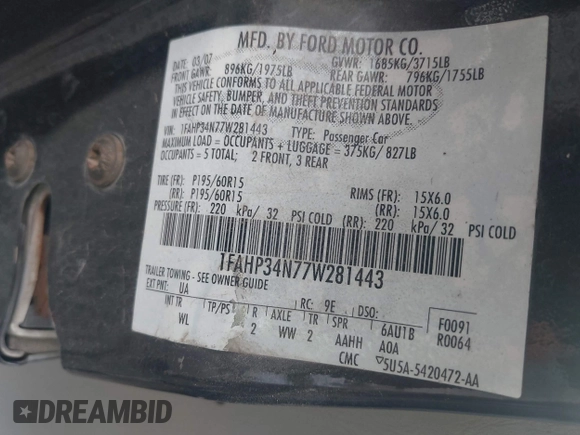 MFD. BY FORD MOTOR CO.
DATE: 03/07
GVWR: 1685KG/3715LB
FRONT GAWR: 896KG/1975LB
REAR GAWR: 796KG/1755LB
THIS VEHICLE CONFORMS TO ALL APPLICABLE FEDERAL MOTOR
VEHICLE SAFETY, BUMPER, AND THEFT PREVENTION STANDARDS
IN EFFECT ON THE DATE OF MANUFACTURE SHOWN ABOVE.
VIN: 1FAHP34N77W281443
TYPE: Passenger Car
MAXIMUM LOAD = OCCUPANTS + LUGGAGE = 375KG/ 827LB
OCCUPANTS = 5 TOTAL: 2 FRONT, 3 REAR
TIRE (FR): P195/60R15
RIMS (FR): 15X6.0
(RR): P195/60R15
(RR): 15X6.0
PRESSURE (FR): 220 kPa/ 32 PSI COLD (RR): 220 kPa/ 32 PSI COLD
1FAHP34N77W281443
TRAILER TOWING - SEE OWNER GUIDE
EXT PNT: UA
RC: 9E
DSO:
INT TR TP/PS R AXLE TR SPR 6AU1B F0091
WL 2 WW 2 AAHH A0A R0064
CMC
5U5A-5420472-AA
DREAMBID